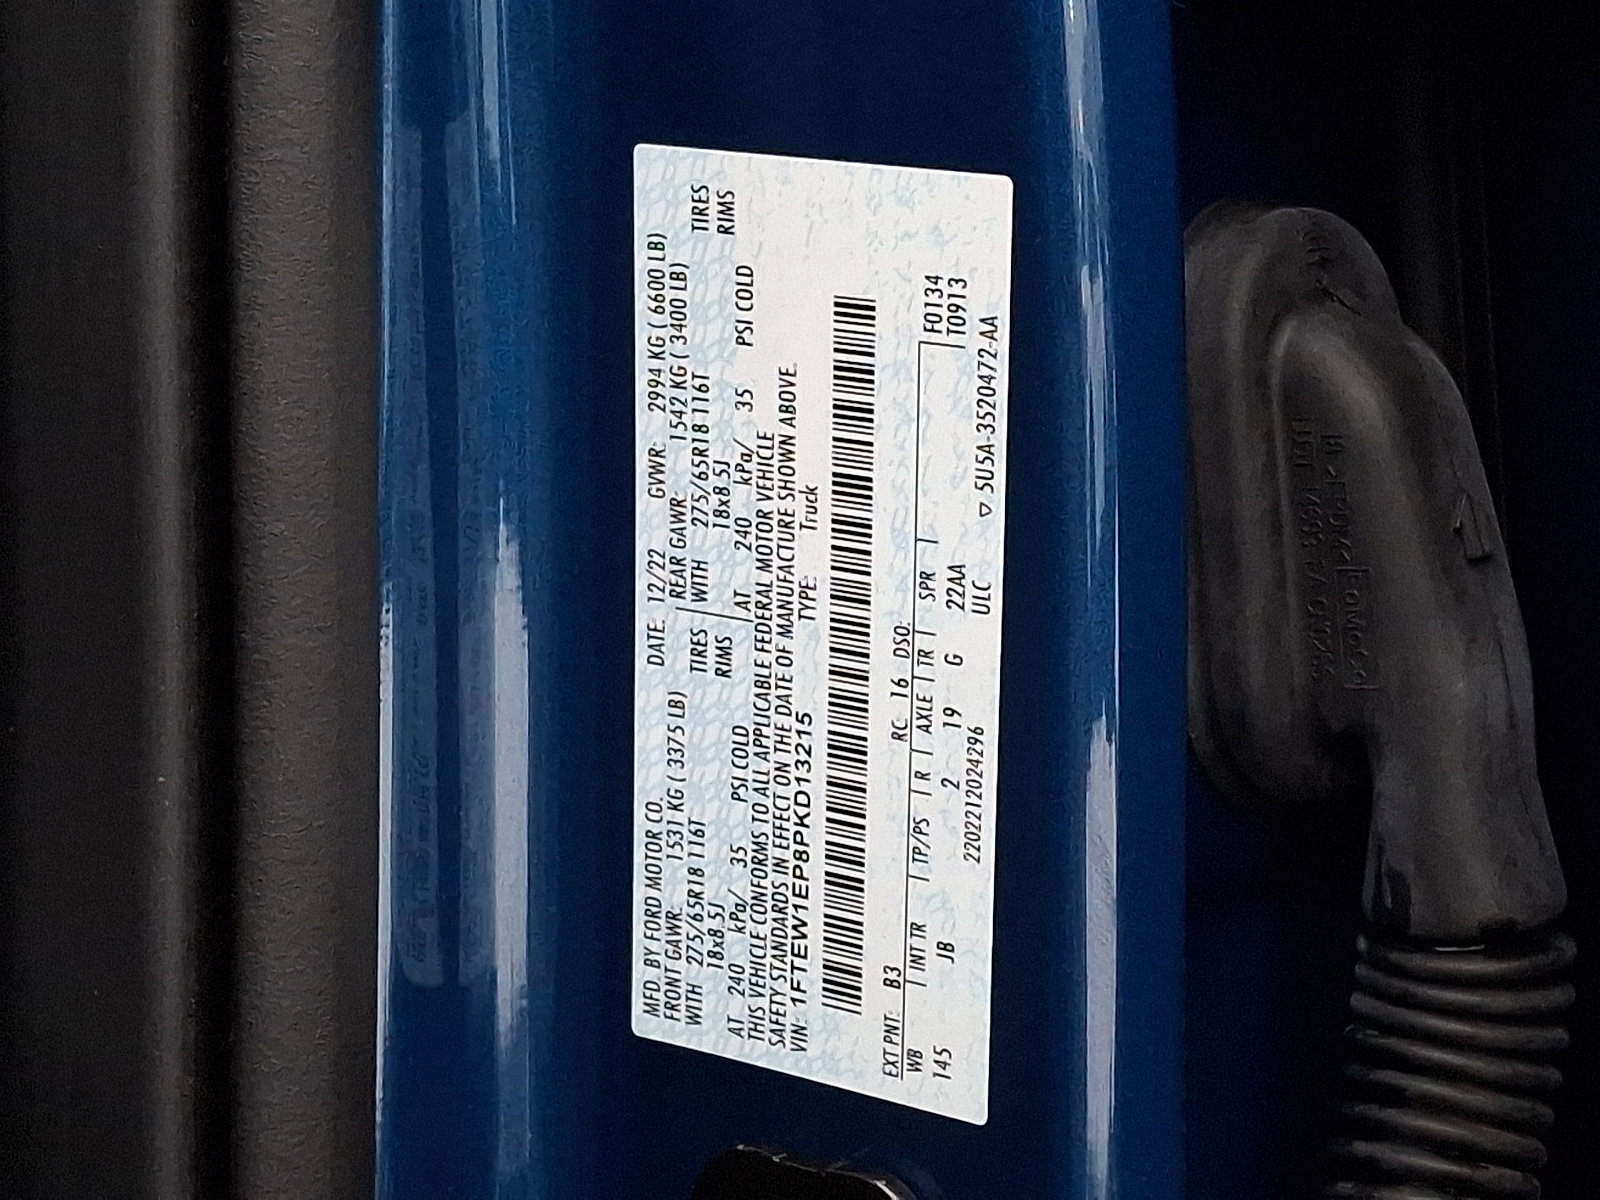 MFD. BY FORD MOTOR CO. DATE: 12/22 GVWR: 2994 KG ( 6600 LB)
FRONT GAWR: 1531 KG ( 3375 LB) REAR GAWR: 1542 KG ( 3400 LB)
WITH 275/65R18 116T TIRES WITH 275/65R18 116T TIRES
18x8.5J RIMS 18x8.5J RIMS
AT 240 kPa/ 35 PSI COLD AT 240 kPa/ 35 PSI COLD
THIS VEHICLE CONFORMS TO ALL APPLICABLE FEDERAL MOTOR VEHICLE
SAFETY STANDARDS IN EFFECT ON THE DATE OF MANUFACTURE SHOWN ABOVE.
VIN: 1FTEW1EP8PKD13215 TYPE: Truck
EXT PNT: B3 RC: 16 DSO:
WB INT TR TP/PS R AXLE TR SPR F0134
145 JB 2 19 G 22AA T0913
2202212024296 ULC ▽ 5U5A-3520472-AA
FoMoCo